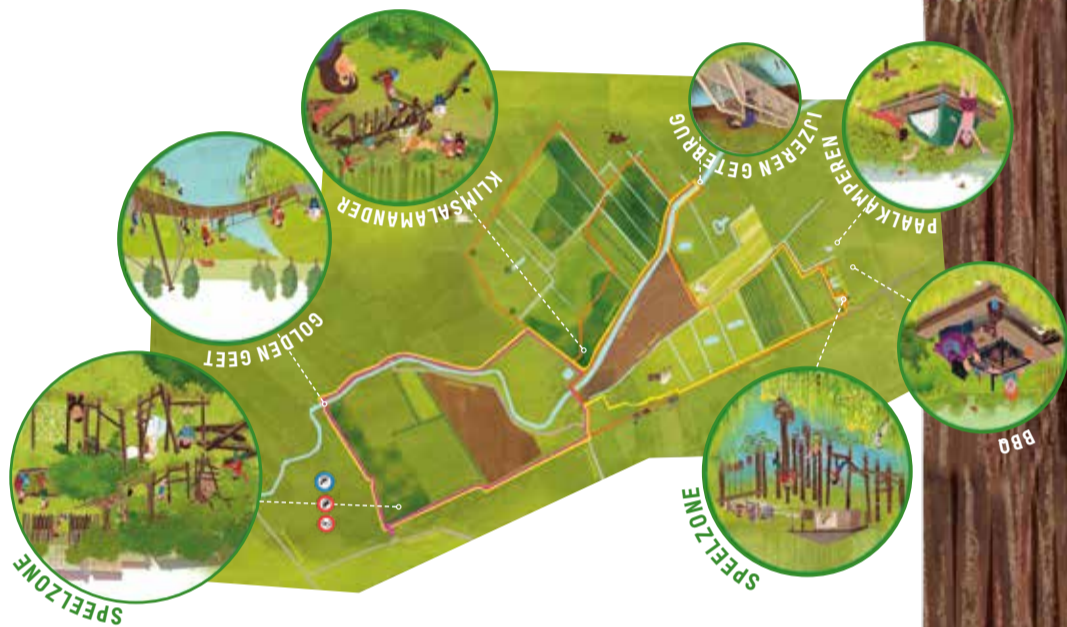 SPEELZONE
SPEELZONE
BBQ
GOLDEN GEET
PAALKAMPEREN
KLIMSALAMANDER
IJZEREN GETEBRUG